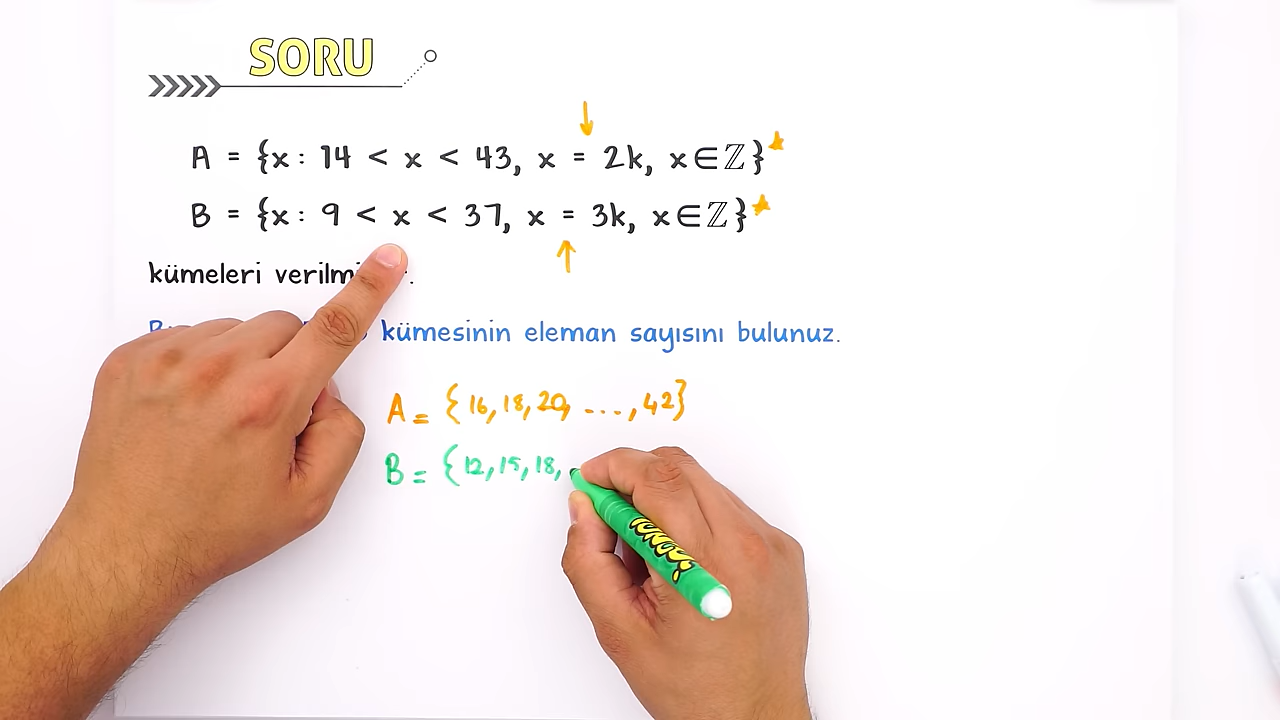 SORU
A = {x : 14 < x < 43, x = 2k, x∈ℤ}
B = {x : 9 < x < 37, x = 3k, x∈ℤ}
kümeleri
kümesinin eleman sayısını bulunuz.
A = {16, 18, 20, ..., 42}
B = {12, 15, 18,